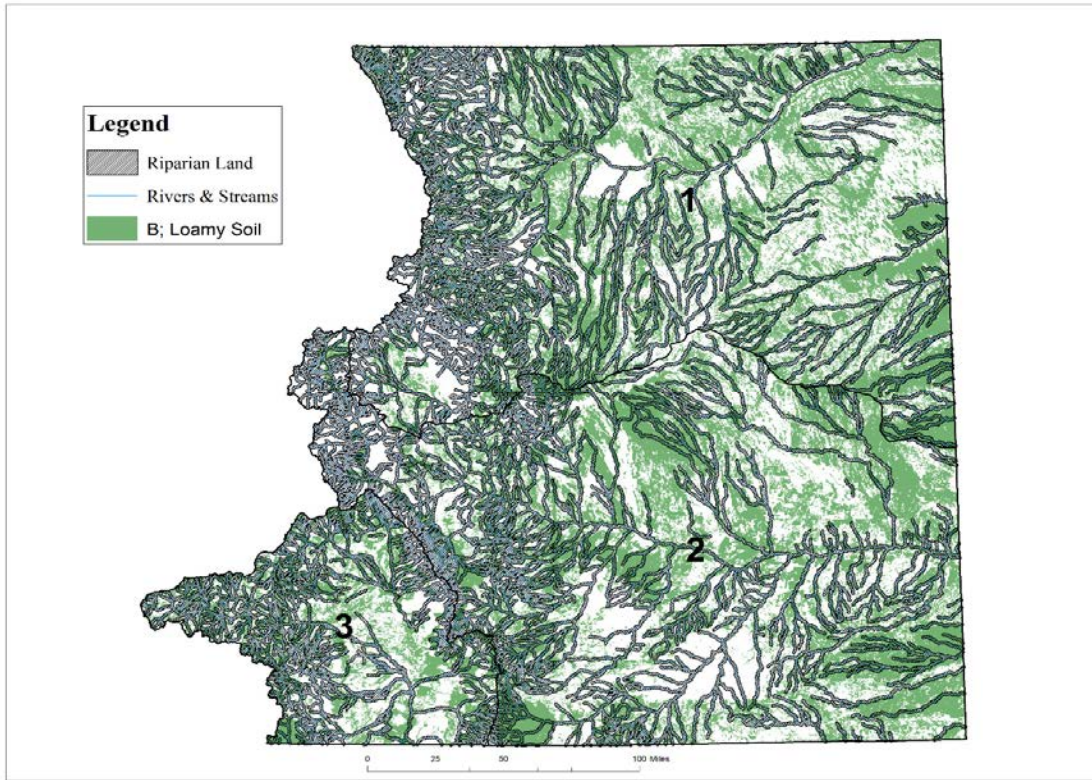 Legend
Riparian Land
Rivers & Streams
B; Loamy Soil
1
2
3
0 25 50 100 Miles